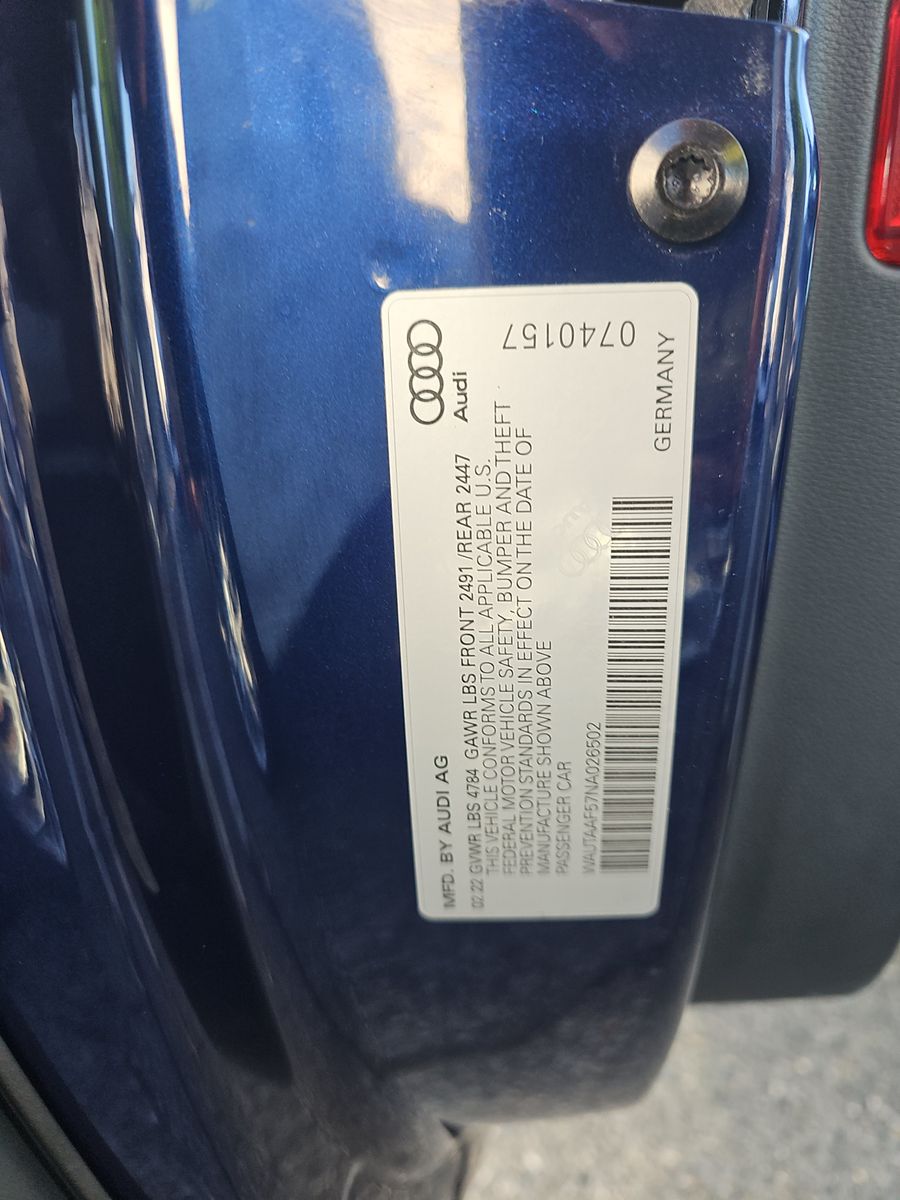 MFD. BY AUDI AG
Audi
02.22 GVWR LBS 4784 GAWR LBS FRONT 2491 /REAR 2447
THIS VEHICLE CONFORMS TO ALL APPLICABLE U.S.
FEDERAL MOTOR VEHICLE SAFETY, BUMPER AND THEFT
PREVENTION STANDARDS IN EFFECT ON THE DATE OF
MANUFACTURE SHOWN ABOVE
PASSENGER CAR
WAUTAAF57NA026502
GERMANY
0740157